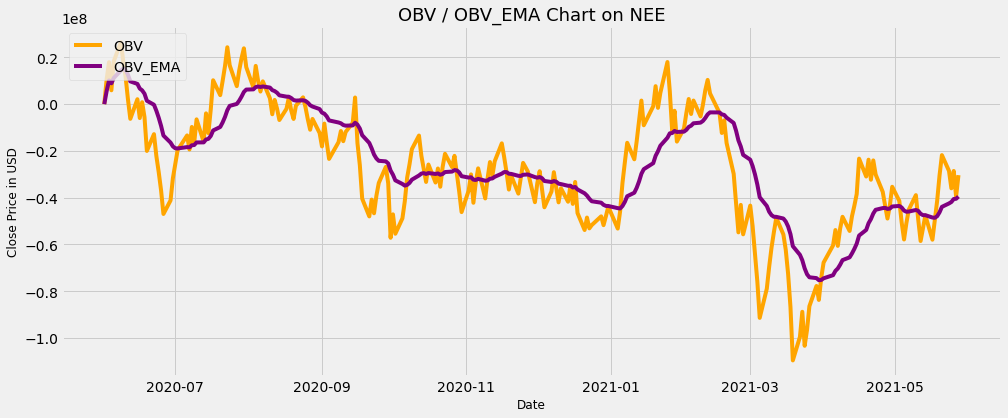 OBV / OBV_EMA Chart on NEE
1e8
OBV
OBV_EMA
0.2
0.0
−0.2
−0.4
−0.6
−0.8
−1.0
Close Price in USD
2020-07
2020-09
2020-11
2021-01
2021-03
2021-05
Date